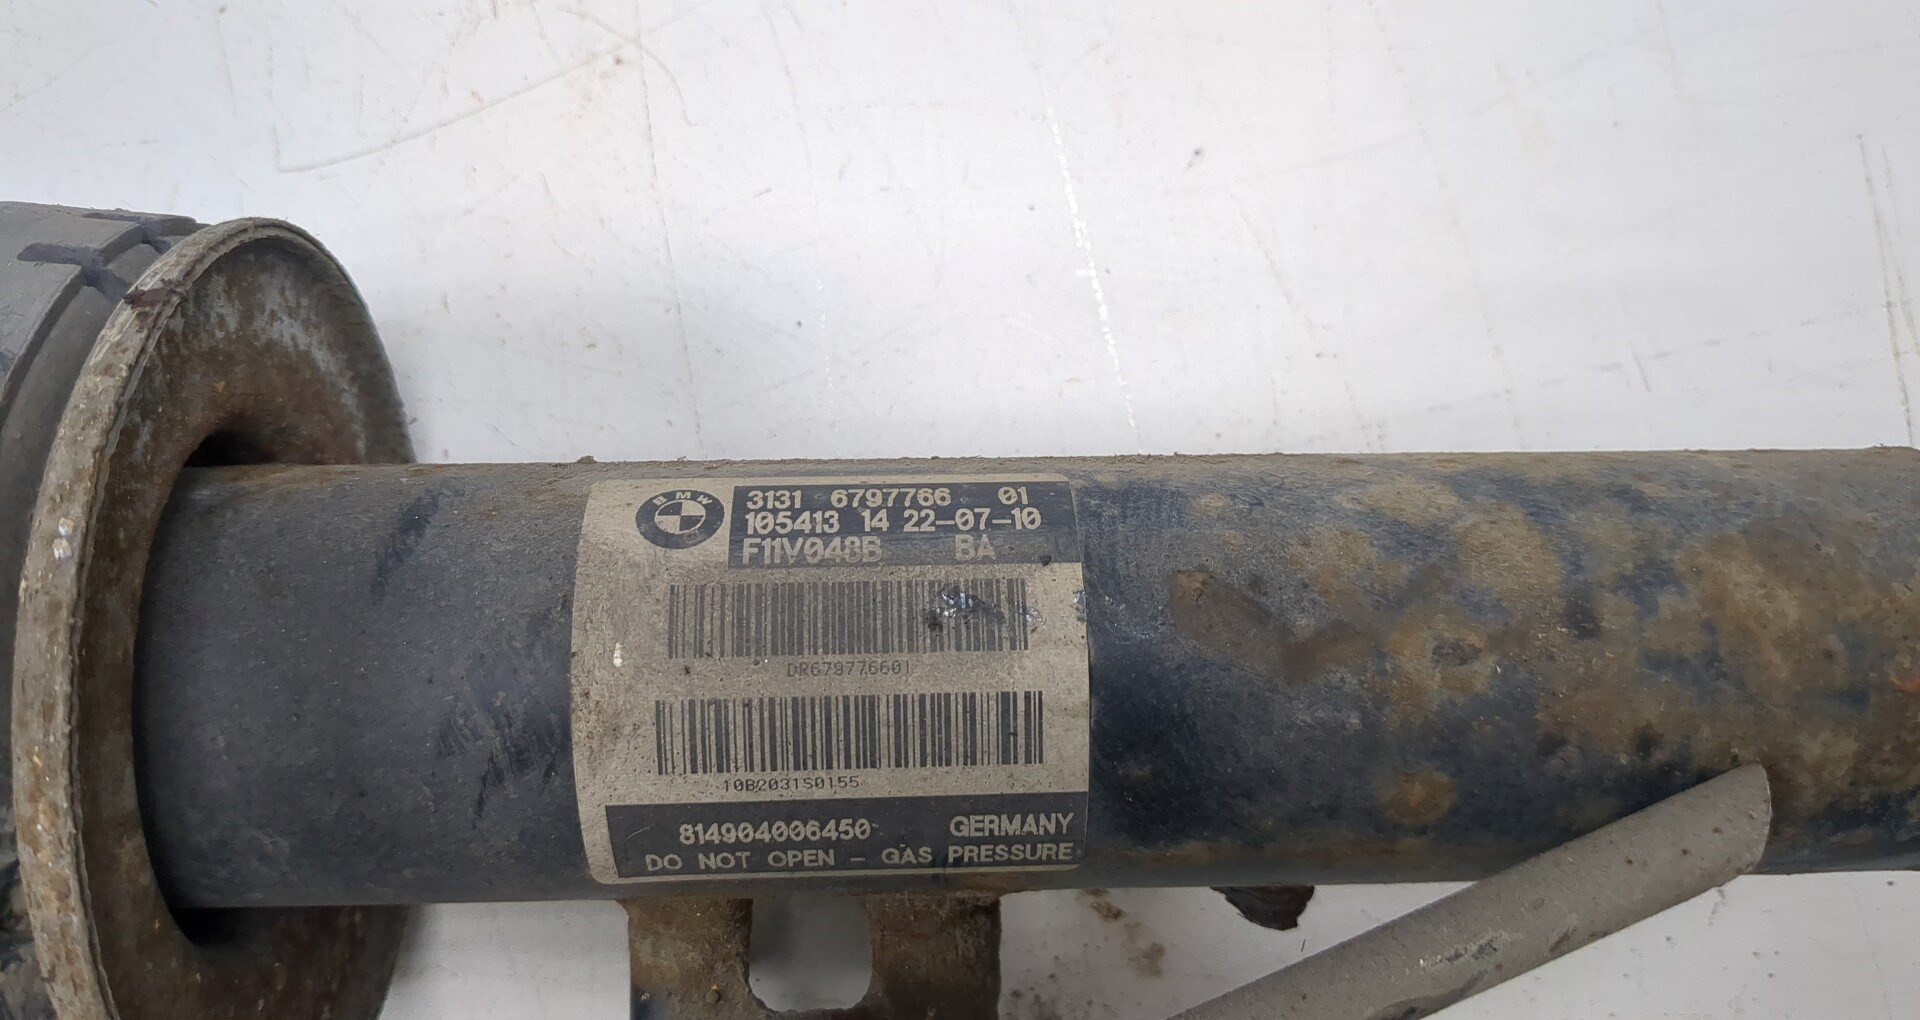 BMW
3131 6797766 01
105413 14 22-07-10
F11V048B BA
DR679776601
10B2031S0155
814904006450 GERMANY
DO NOT OPEN - GAS PRESSURE